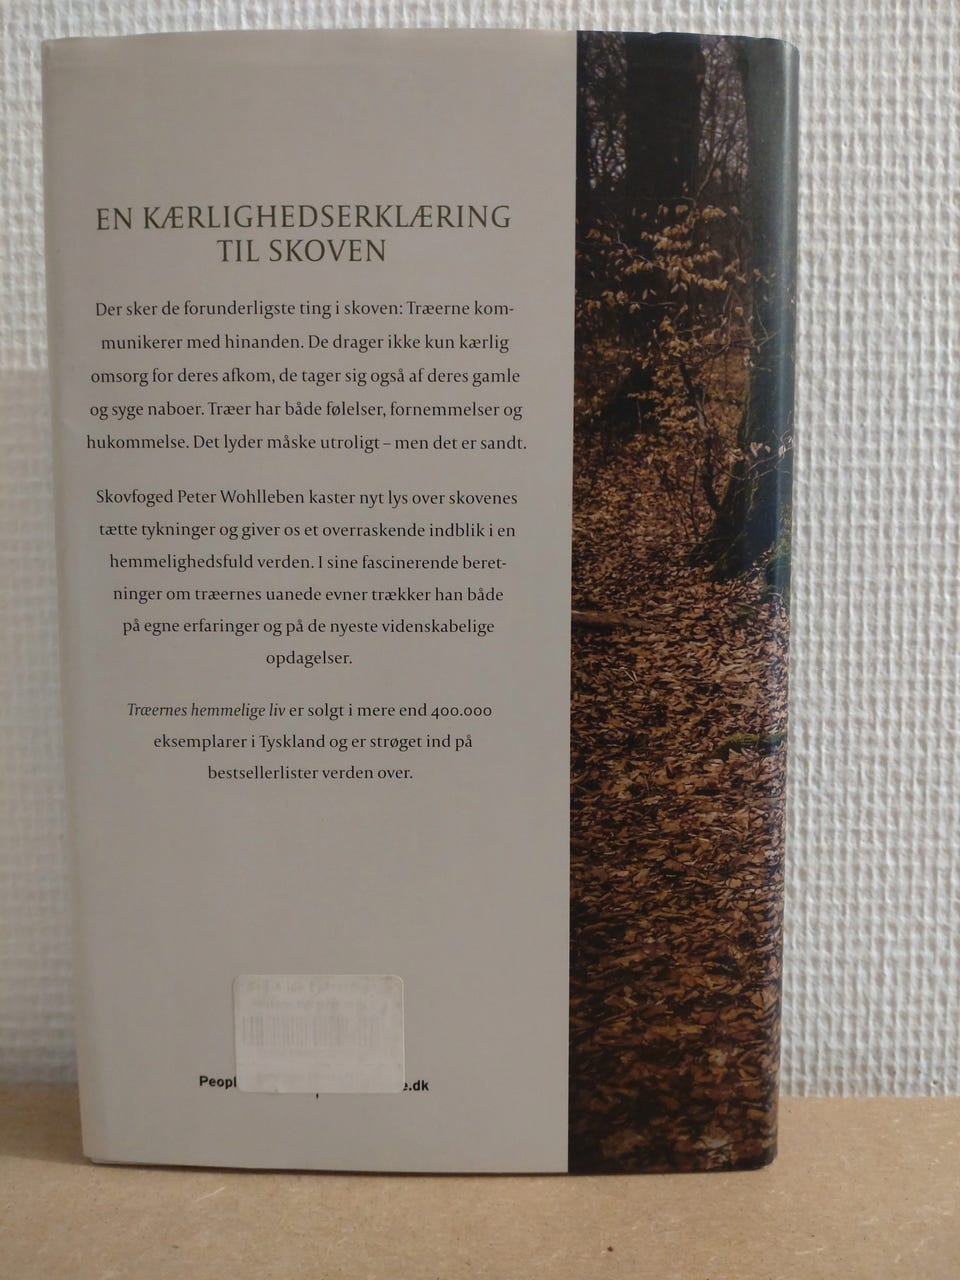 EN KÆRLIGHEDSERKLÆRING
TIL SKOVEN
Der sker de forunderligste ting i skoven: Træerne kom-
munikerer med hinanden. De drager ikke kun kærlig
omsorg for deres afkom, de tager sig også af deres gamle
og syge naboer. Træer har både følelser, fornemmelser og
hukommelse. Det lyder måske utroligt – men det er sandt.
Skovfoged Peter Wohlleben kaster nyt lys over skovenes
tætte tykninger og giver os et overraskende indblik i en
hemmelighedsfuld verden. I sine fascinerende beret-
ninger om træernes uanede evner trækker han både
på egne erfaringer og på de nyeste videnskabelige
opdagelser.
Træernes hemmelige liv er solgt i mere end 400.000
eksemplarer i Tyskland og er strøget ind på
bestsellerlister verden over.